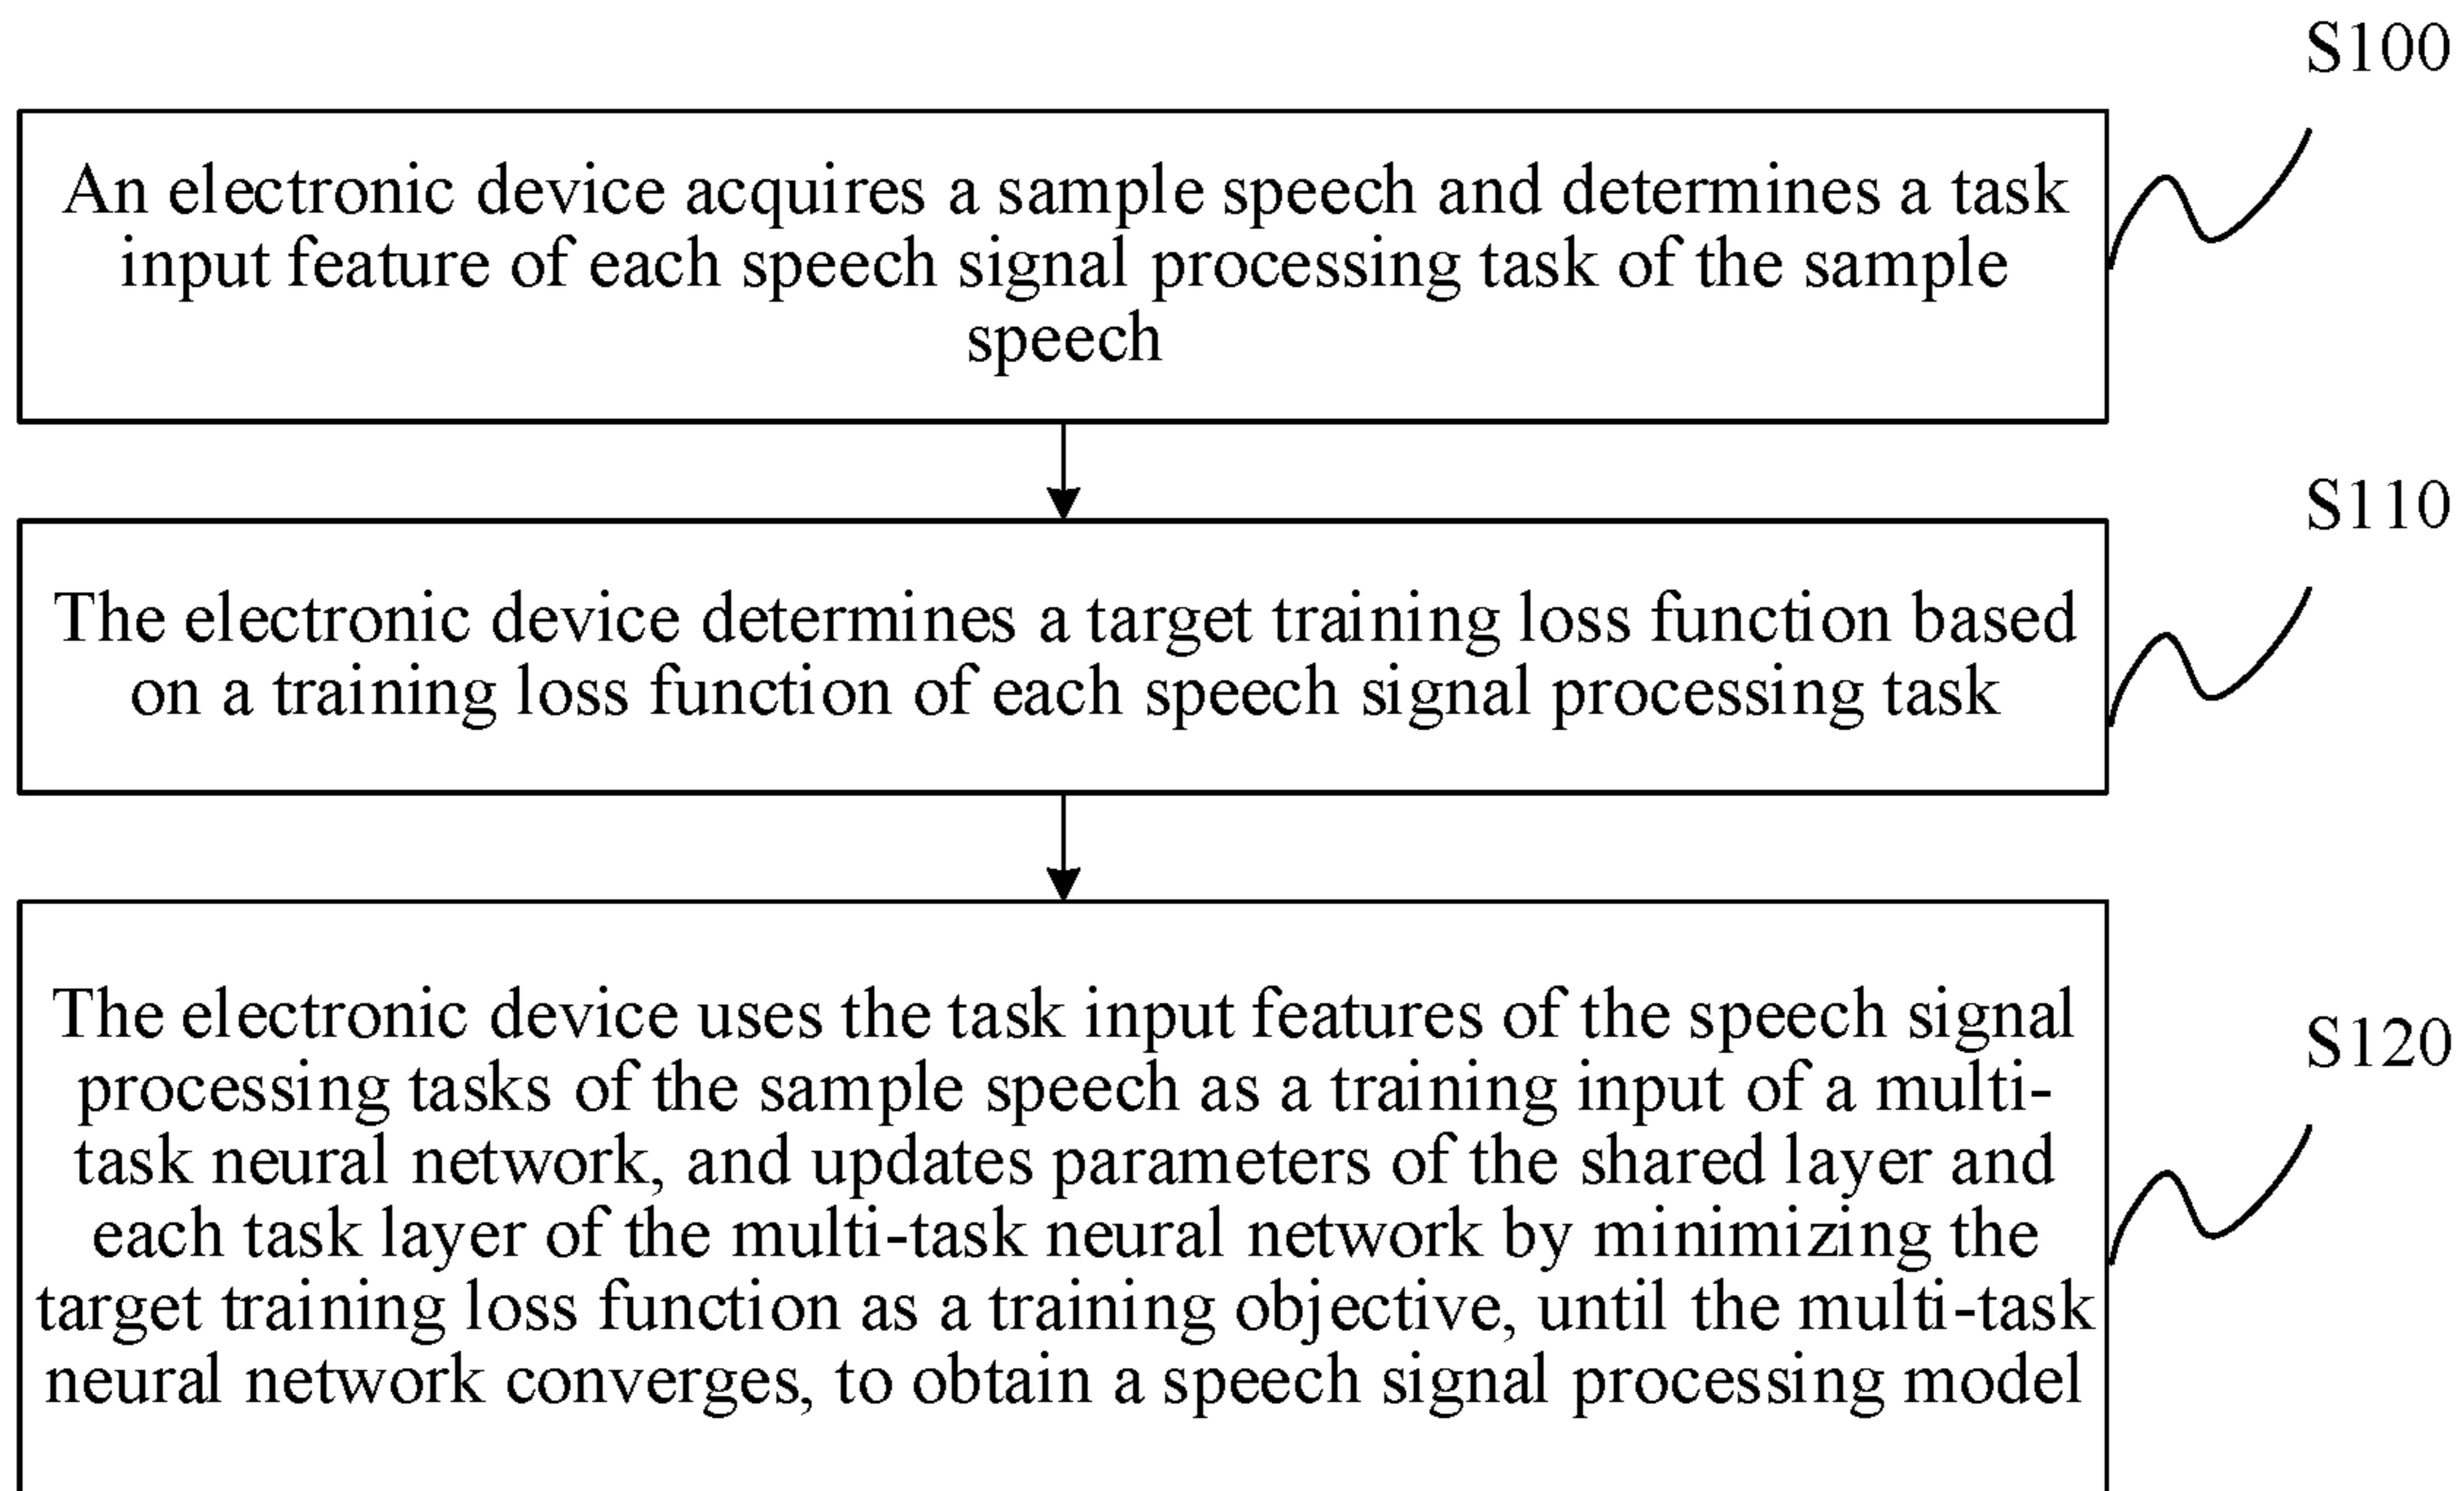 S100
An electronic device acquires a sample speech and determines a task
input feature of each speech signal processing task of the sample
speech
S110
The electronic device determines a target training loss function based
on a training loss function of each speech signal processing task
The electronic device uses the task input features of the speech signal
S120
processing tasks of the sample speech as a training input of a multi-
task neural network, and updates parameters of the shared layer and
each task layer of the multi-task neural network by minimizing the
target training loss function as a training objective, until the multi-task
neural network converges, to obtain a speech signal processing model